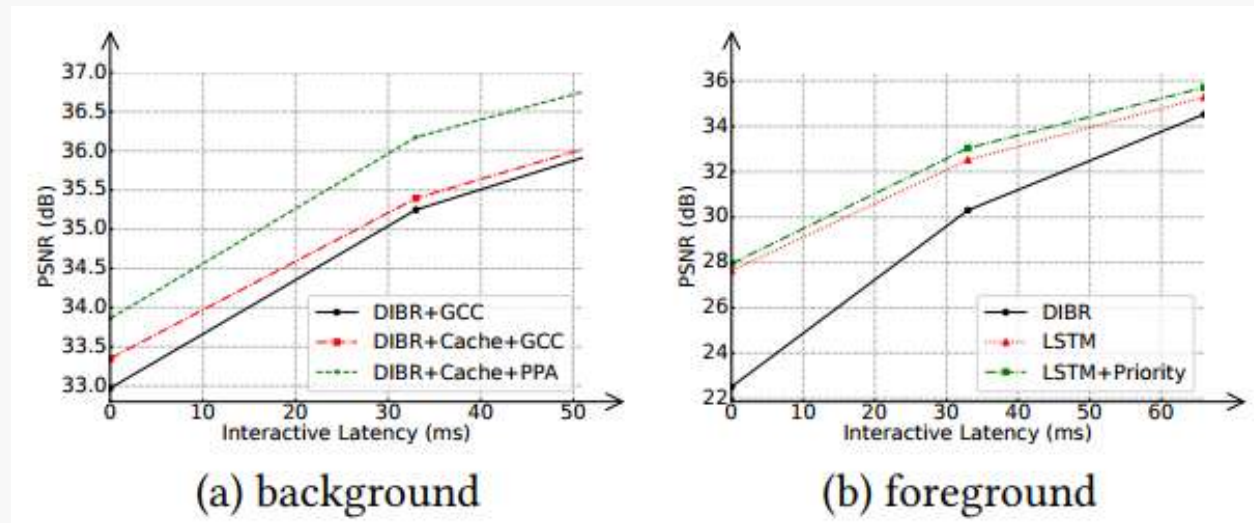 37.0
36.5
36.0
35.5
35.0
34.5
34.0
33.5
33.0
PSNR (dB)
DIBR+GCC
DIBR+Cache+GCC
DIBR+Cache+PPA
0 10 20 30 40 50
Interactive Latency (ms)
(a) background
36
34
32
30
28
26
24
22
PSNR (dB)
DIBR
LSTM
LSTM+Priority
0 10 20 30 40 50 60
Interactive Latency (ms)
(b) foreground